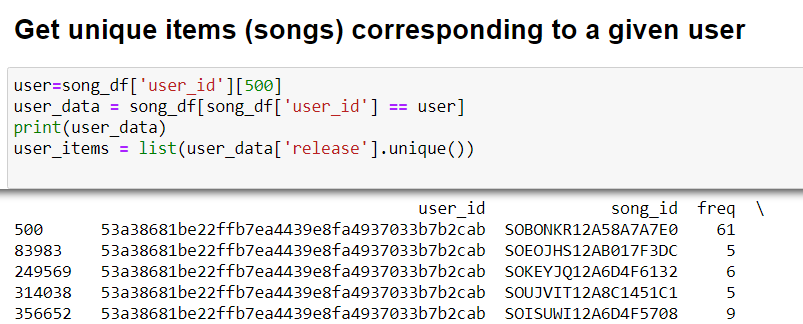 Get unique items (songs) corresponding to a given user
user=song_df['user_id'][500]
user_data = song_df[song_df['user_id'] == user]
print(user_data)
user_items = list(user_data['release'].unique())
user_id song_id freq \
500 53a38681be22ffb7ea4439e8fa4937033b7b2cab SOBONKR12A58A7A7E0 61
83983 53a38681be22ffb7ea4439e8fa4937033b7b2cab SOEOJHS12AB017F3DC 5
249569 53a38681be22ffb7ea4439e8fa4937033b7b2cab SOKEYJQ12A6D4F6132 6
314038 53a38681be22ffb7ea4439e8fa4937033b7b2cab SOUJVIT12A8C1451C1 5
356652 53a38681be22ffb7ea4439e8fa4937033b7b2cab SOISUWI12A6D4F5708 9